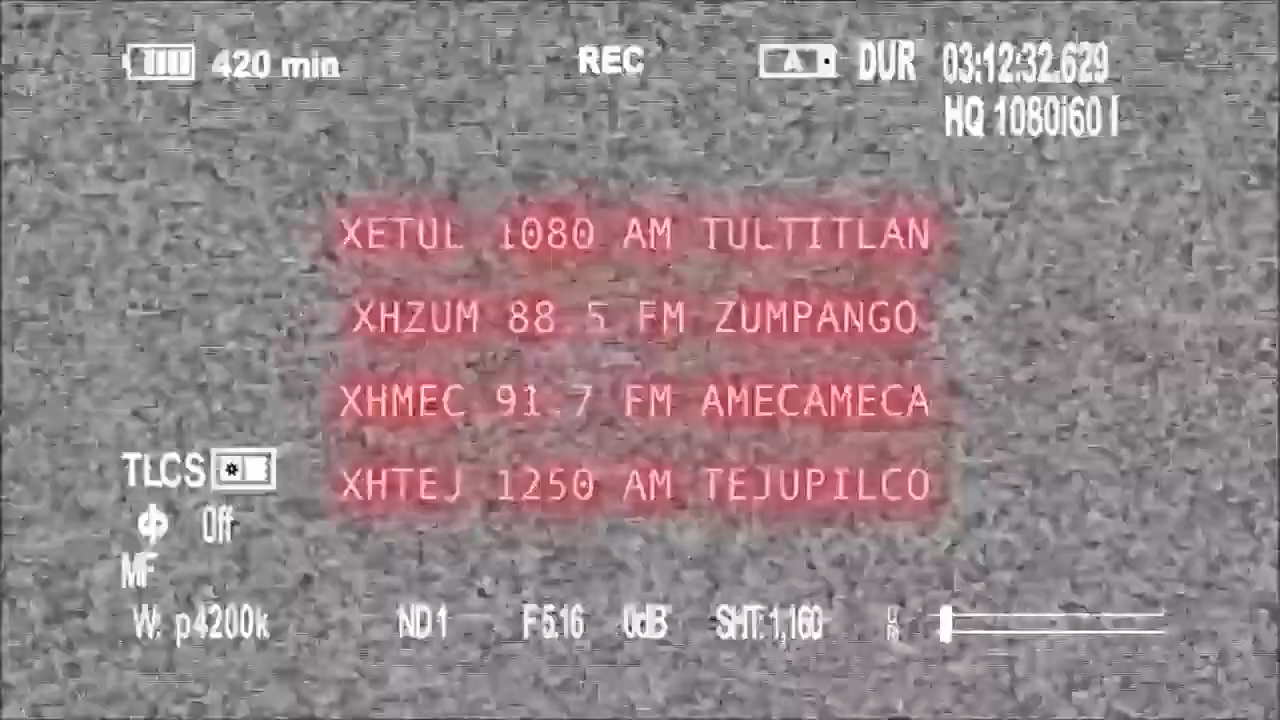 420 min REC A DUR 03:12:32.629
HQ 1080i60
XETUL 1080 AM TULTITLAN
XHZUM 88.5 FM ZUMPANGO
XHMEC 91.7 FM AMECAMECA
XHTEJ 1250 AM TEJUPILCO
TLCS
Off
MF
W: p4200k ND1 F5.16 0dB SHT:1,160